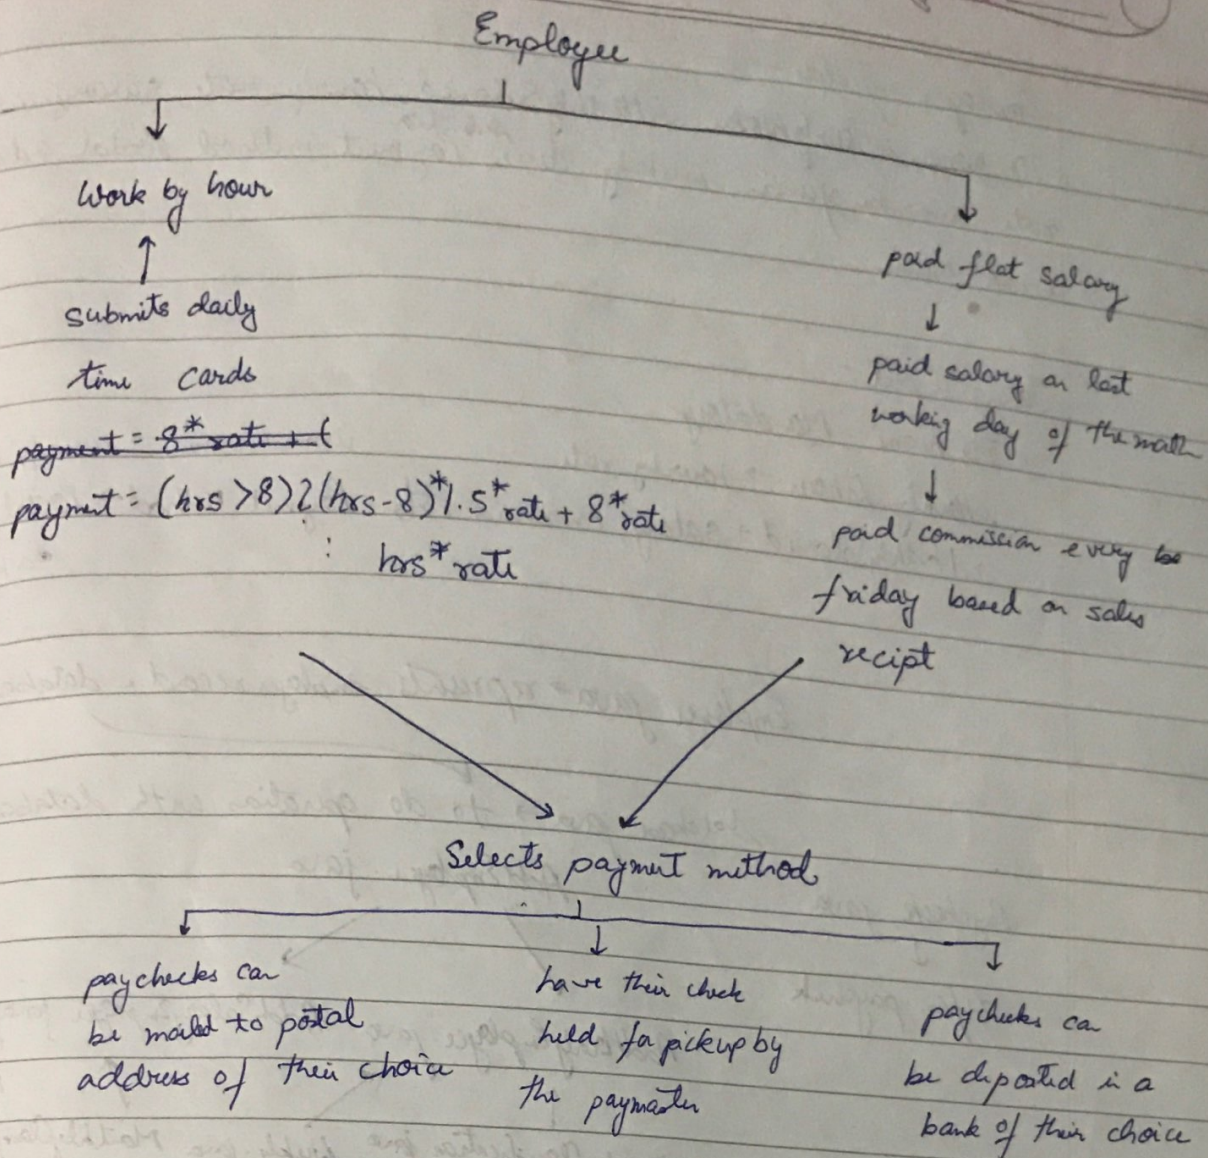 Employee
Work by hour
submits daily
time cards
payment = 8* rate + (
payment = (hrs >8)?(hrs-8)*1.5*rate + 8*rate
: hrs*rate
paid flat salary
paid salary on last
working day of the month
paid commission every
friday based on sales
recipt
Selects payment method
paychecks can
be mailed to postal
address of their choice
have their check
held for pickup by
the paymaster
paychecks can
be deposited in a
bank of their choice